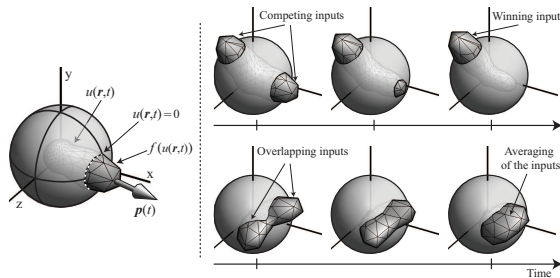 y
u(r,t)
u(r,t)=0
f(u(r,t))
x
z
p(t)
Competing inputs
Winning input
Overlapping inputs
Averaging
of the inputs
Time